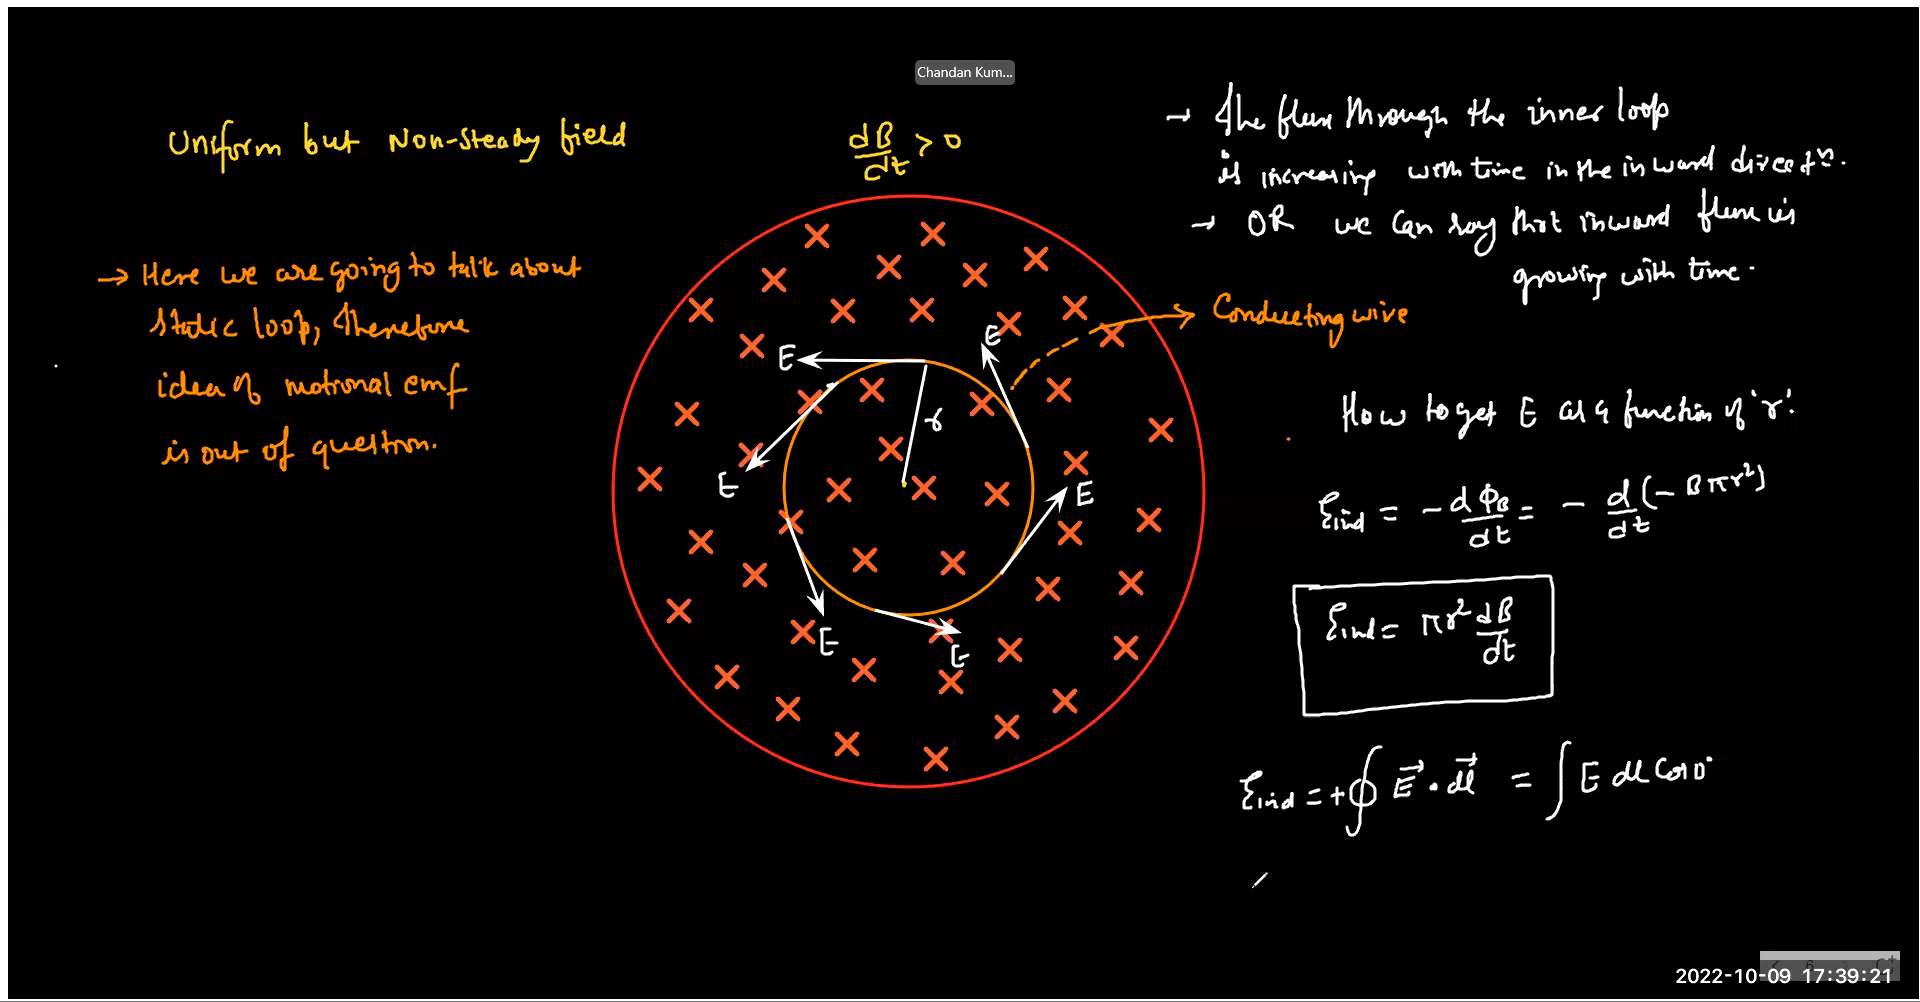 Chandan Kum...
Uniform but Non-Steady field
dB/dt > 0
→ Here we are going to talk about
static loop, therefore
idea of motional emf
is out of question.
→ The flux through the inner loop
is increasing with time in the inward directn.
→ OR we can say that inward flux is
growing with time.
Conducting wire
E
E
r
E
E
E
E
How to get E as a function of 'r'.
ξind = - dφB/dt = - d/dt (- Bπr²)
ξind = πr² dB/dt
ξind = + ∮ E⃗ . dl⃗ = ∫ E dl cos 0°
2022-10-09 17:39:21